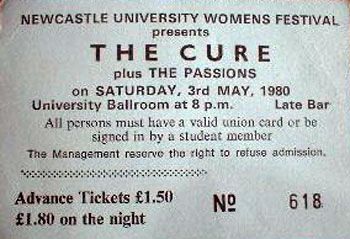 NEWCASTLE UNIVERSITY WOMENS FESTIVAL
presents
THE CURE
plus THE PASSIONS
on SATURDAY, 3rd MAY, 1980
University Ballroom at 8 p.m. Late Bar
All persons must have a valid union card or be
signed in by a student member
The Management reserve the right to refuse admission.
Advance Tickets £1.50 Nº 618
£1.80 on the night